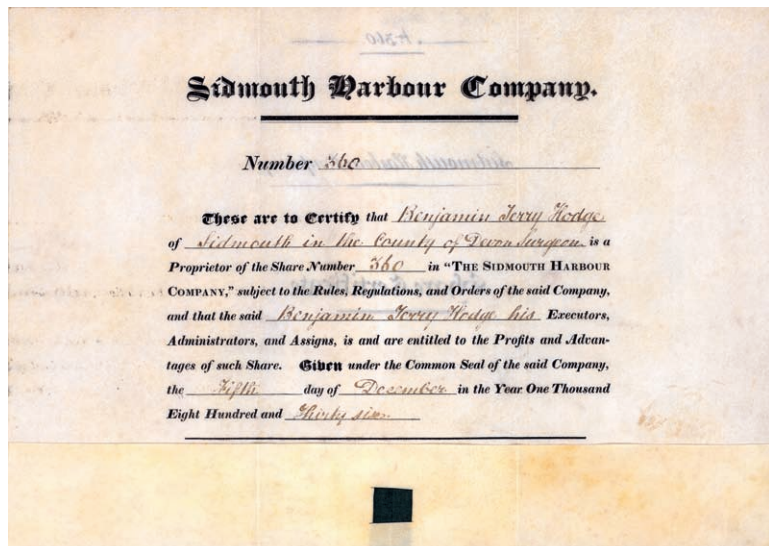 Sidmouth Harbour Company.
Number 360
These are to Certify that Benjamin Terry Hodge
of Sidmouth in the County of Devon Surgeon is a
Proprietor of the Share Number 360 in "THE SIDMOUTH HARBOUR
COMPANY," subject to the Rules, Regulations, and Orders of the said Company,
and that the said Benjamin Terry Hodge his Executors,
Administrators, and Assigns, is and are entitled to the Profits and Advan-
tages of such Share. Given under the Common Seal of the said Company,
the Fifth day of December in the Year One Thousand
Eight Hundred and Thirty six